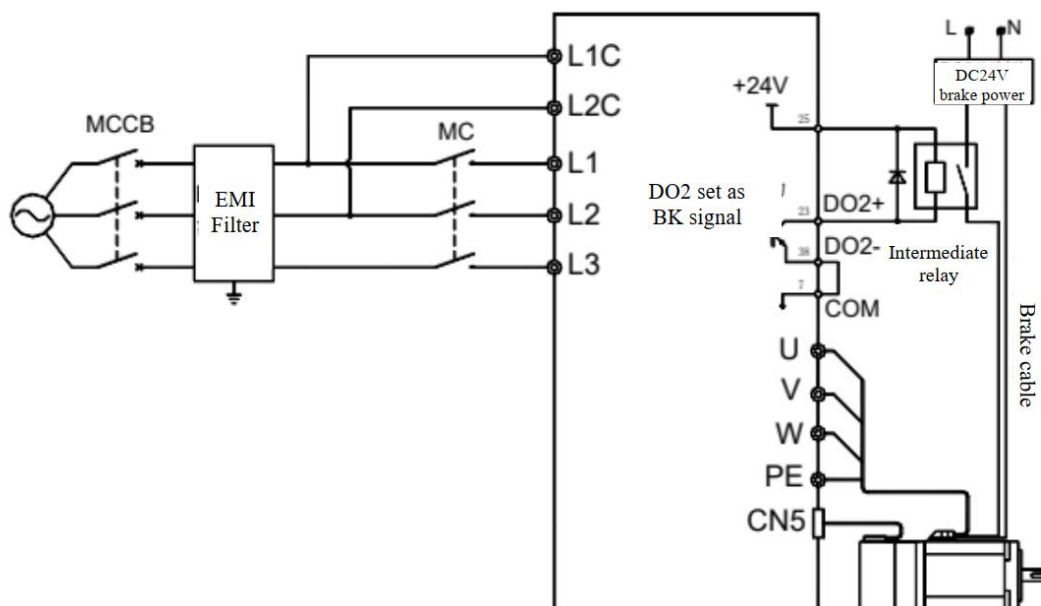 L1C
L2C
MCCB
MC
L1
L2
L3
EMI
Filter
+24V
25
DO2 set as
BK signal
23
DO2+
38
DO2-
7
COM
L
N
DC24V
brake power
Intermediate
relay
Brake cable
U
V
W
PE
CN5